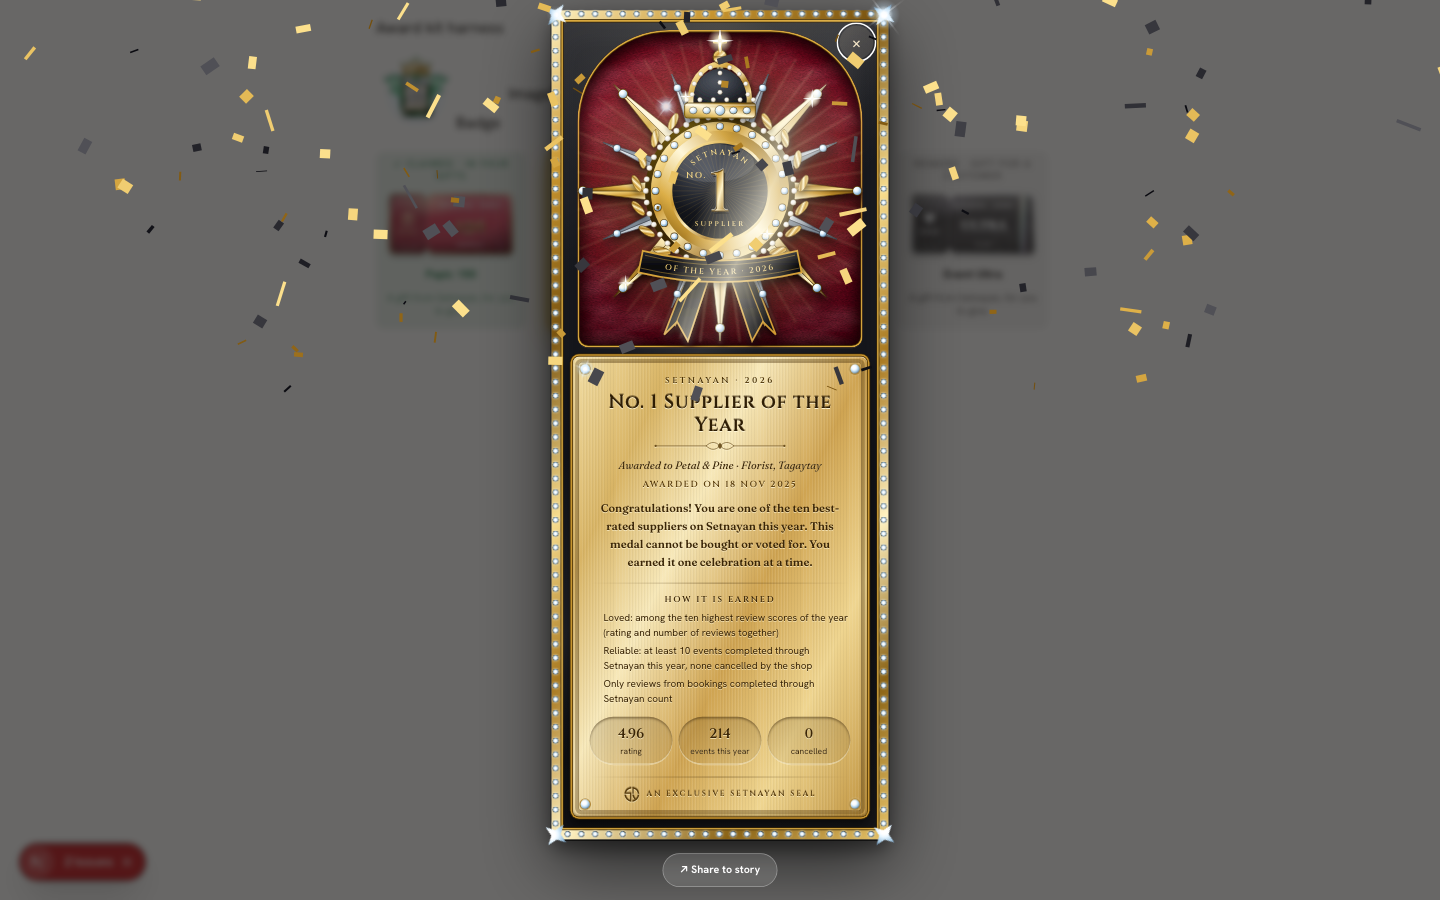 Award kit harness
Badge
×
SETNAYAN
NO. 1
SUPPLIER
OF THE YEAR · 2026
SETNAYAN · 2026
No. 1 Supplier of the
Year
Awarded to Petal & Pine · Florist, Tagaytay
AWARDED ON 18 NOV 2025
Congratulations! You are one of the ten best-
rated suppliers on Setnayan this year. This
medal cannot be bought or voted for. You
earned it one celebration at a time.
HOW IT IS EARNED
Loved: among the ten highest review scores of the year
(rating and number of reviews together)
Reliable: at least 10 events completed through
Setnayan this year, none cancelled by the shop
Only reviews from bookings completed through
Setnayan count
4.96 214 0
rating events this year cancelled
AN EXCLUSIVE SETNAYAN SEAL
↗ Share to story